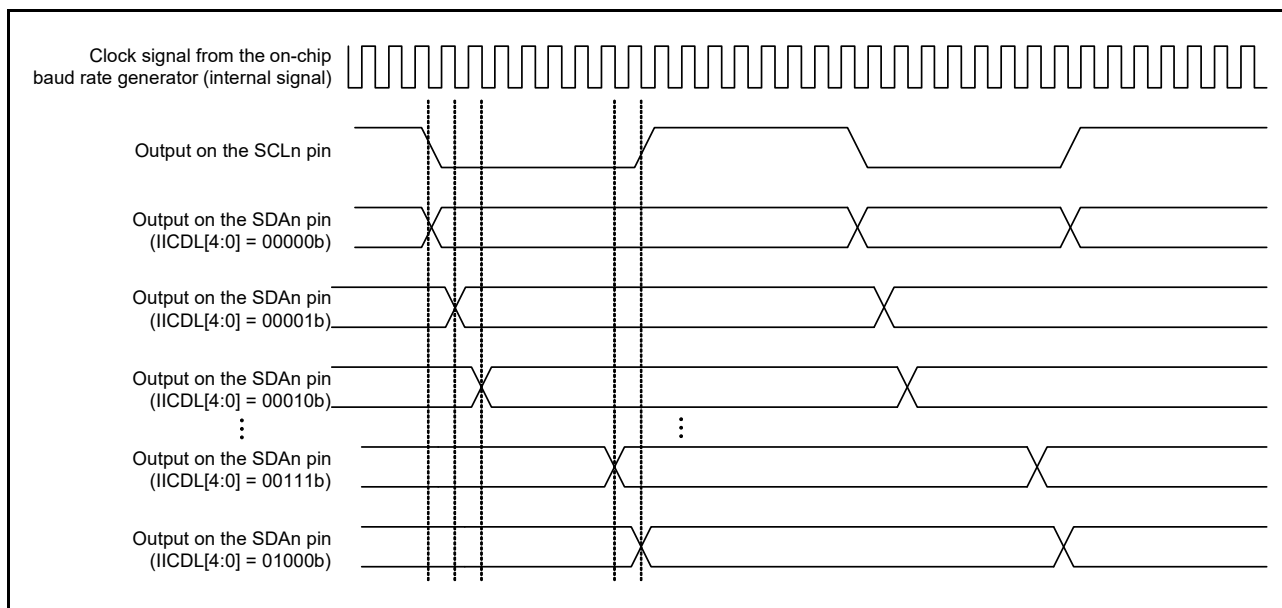 Clock signal from the on-chip
baud rate generator (internal signal)
Output on the SCLn pin
Output on the SDAn pin
(IICDL[4:0] = 00000b)
Output on the SDAn pin
(IICDL[4:0] = 00001b)
Output on the SDAn pin
(IICDL[4:0] = 00010b)
Output on the SDAn pin
(IICDL[4:0] = 00111b)
Output on the SDAn pin
(IICDL[4:0] = 01000b)